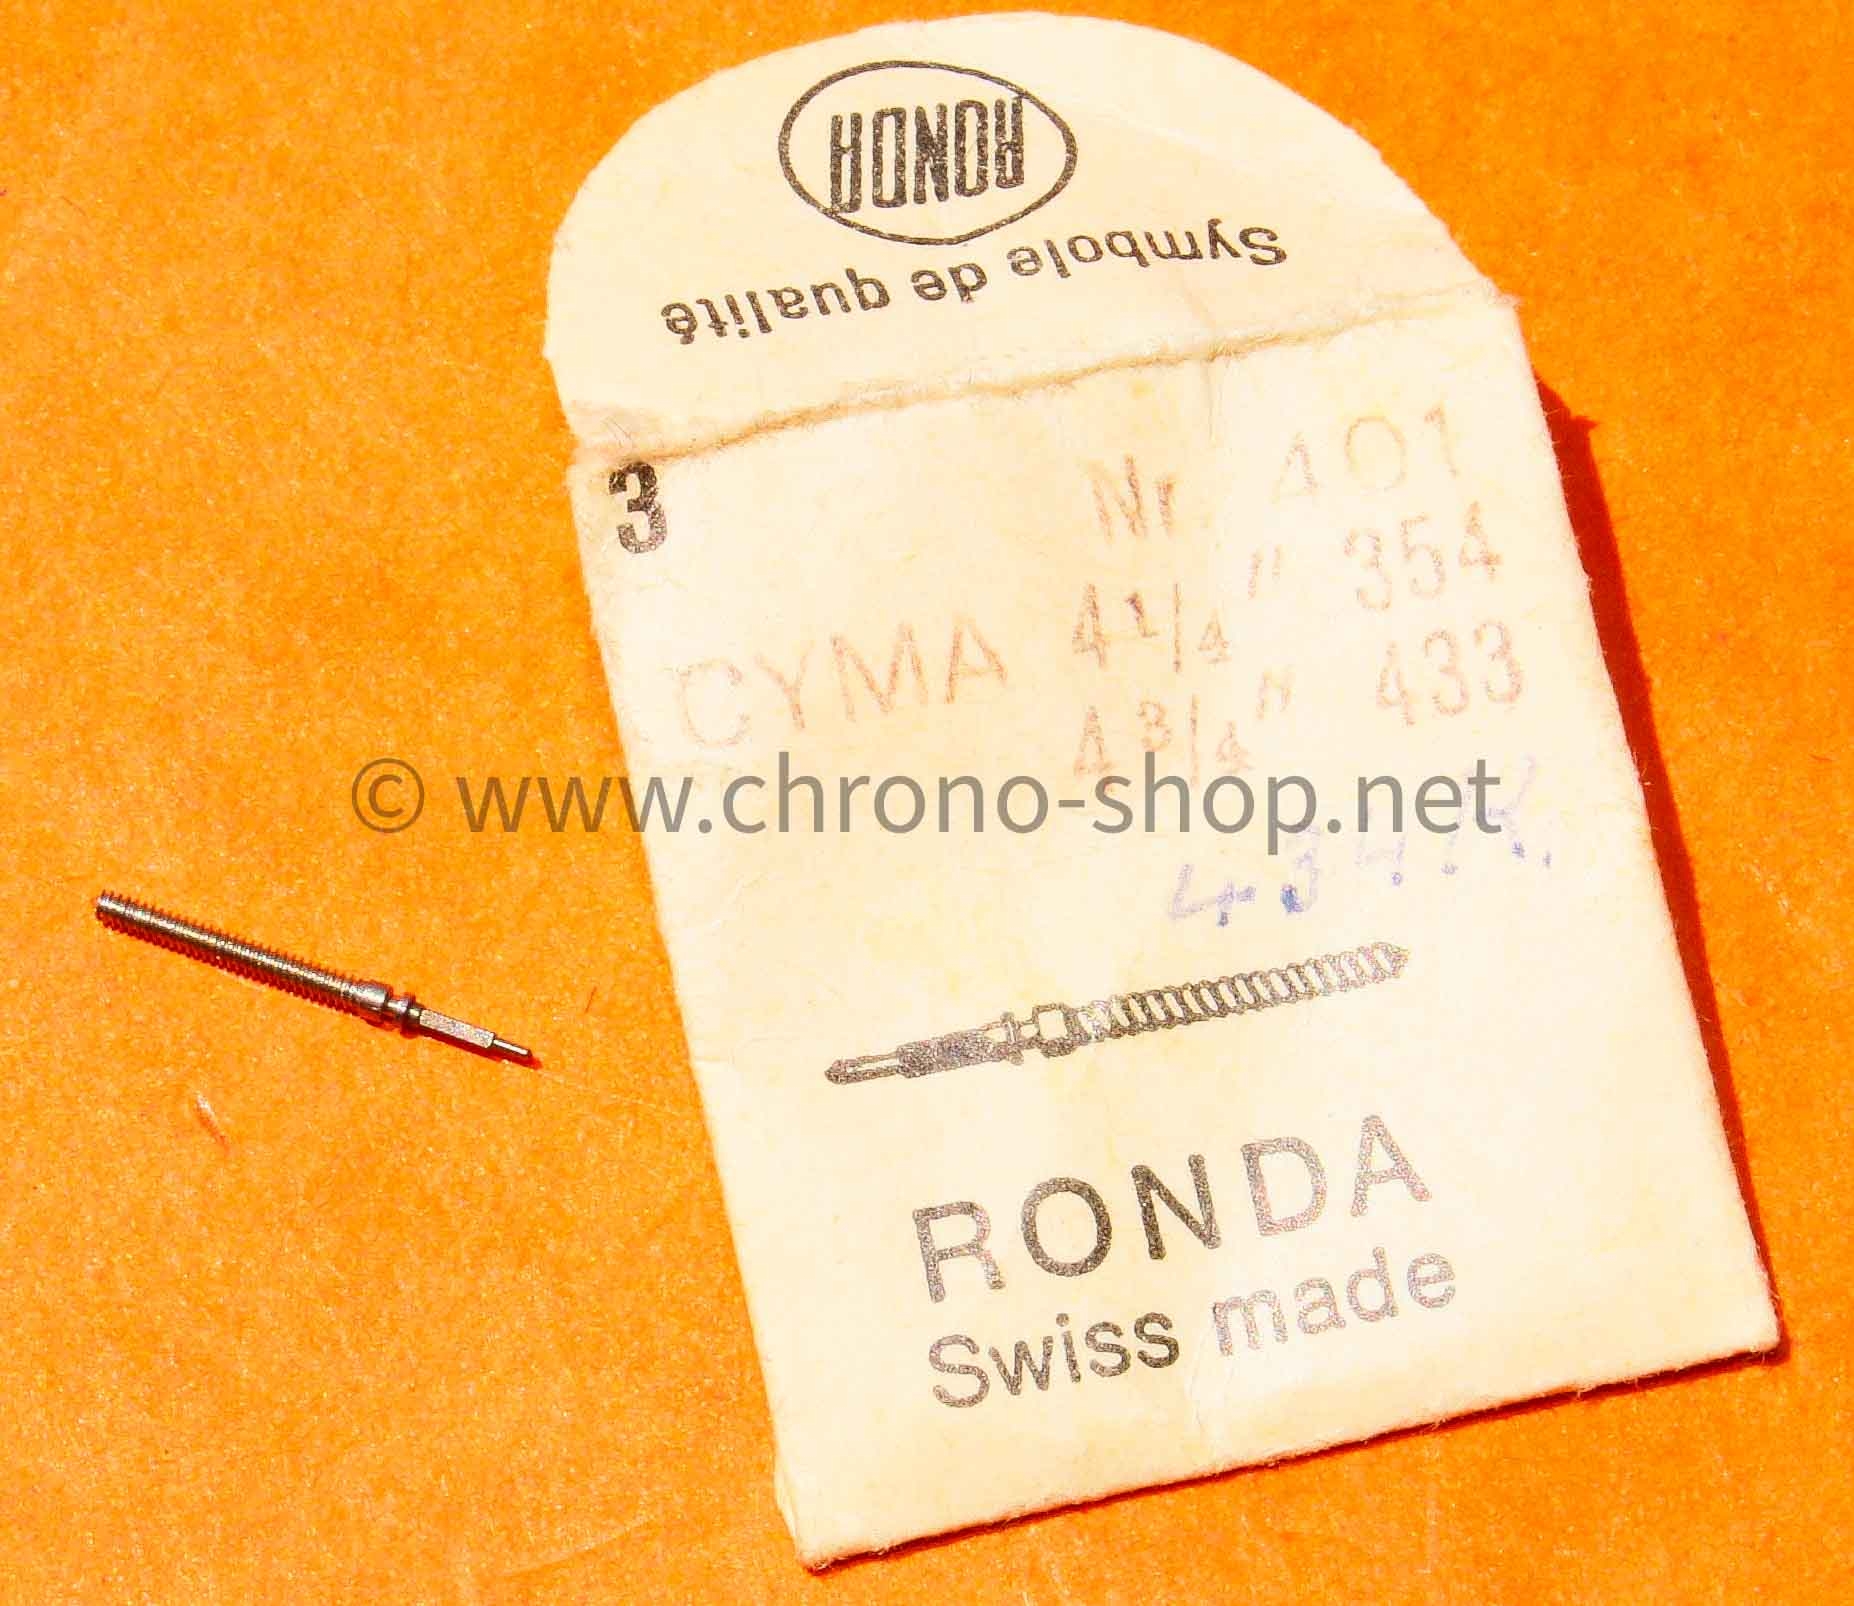 RONDA
Symbole de qualité
3
Nr 401
CYMA 4 1/4 " 354
4 3/4 " 433
© www.chrono-shop.net
RONDA
Swiss made